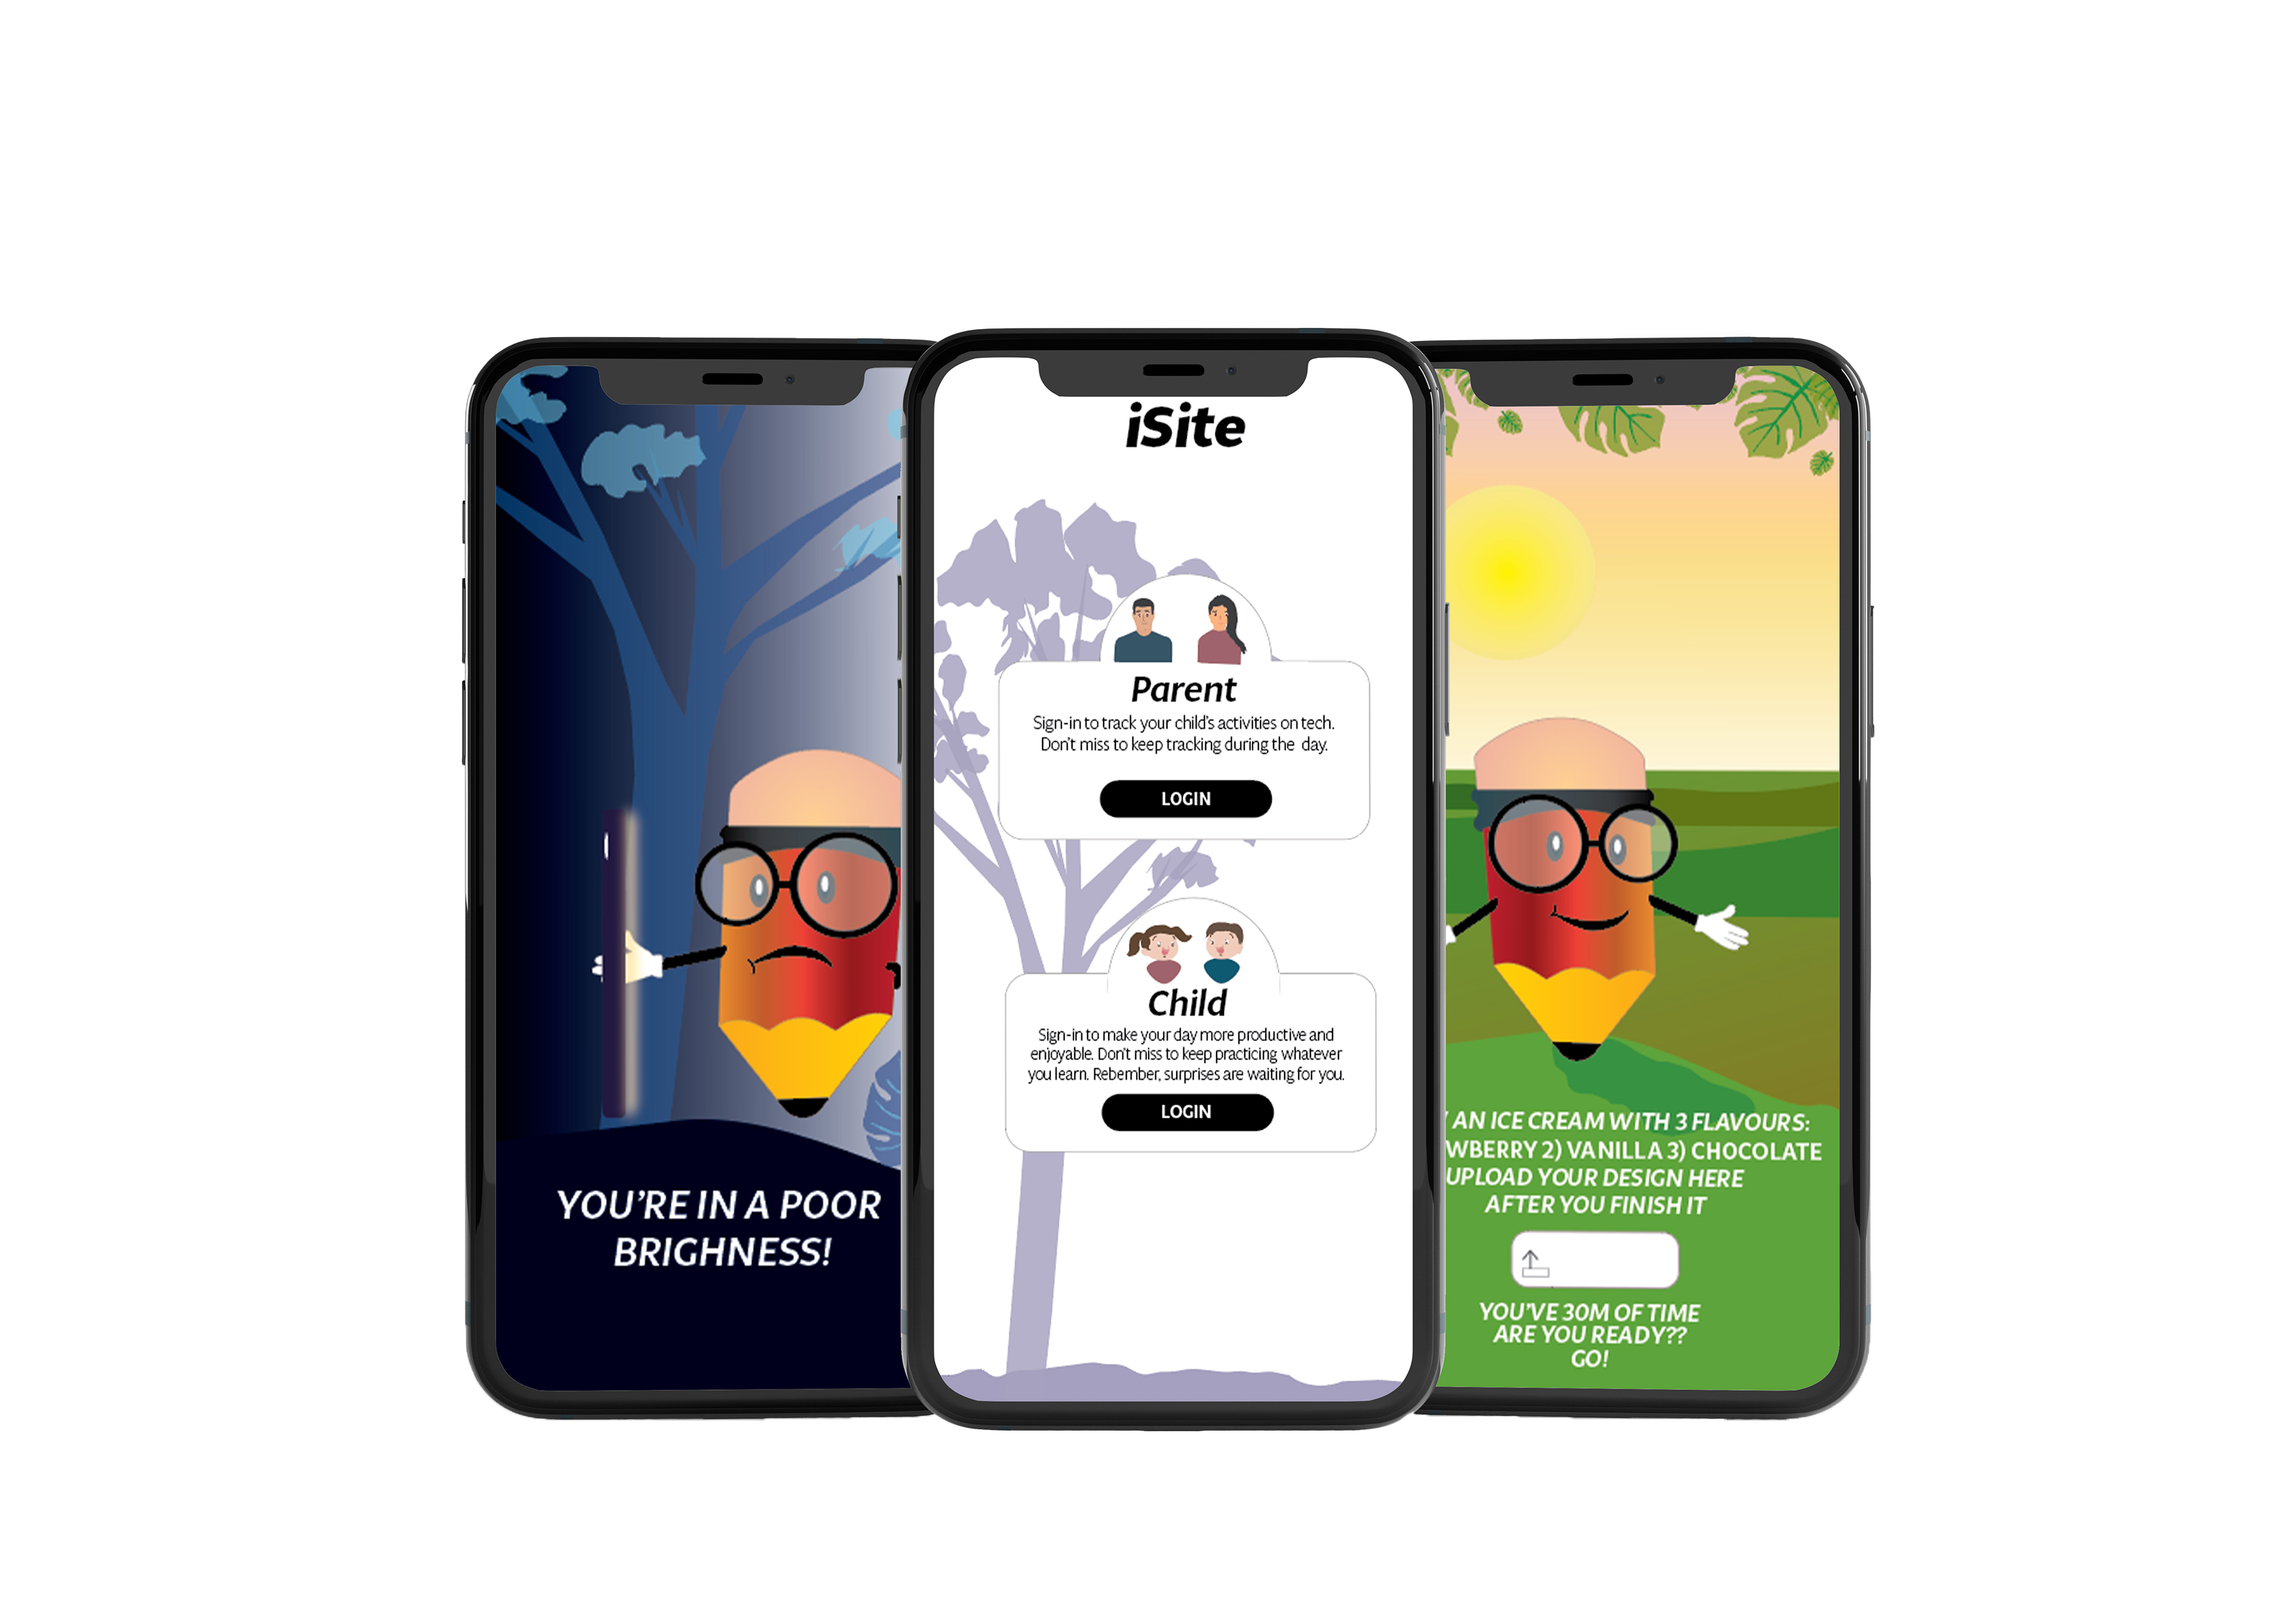 YOU'RE IN A POOR
BRIGHNESS!
iSite
Parent
Sign-in to track your child's activities on tech.
Don't miss to keep tracking during the day.
LOGIN
Child
Sign-in to make your day more productive and
enjoyable. Don't miss to keep practicing whatever
you learn. Rebember, surprises are waiting for you.
LOGIN
AN ICE CREAM WITH 3 FLAVOURS:
WBERRY 2) VANILLA 3) CHOCOLATE
UPLOAD YOUR DESIGN HERE
AFTER YOU FINISH IT
YOU'VE 30M OF TIME
ARE YOU READY??
GO!